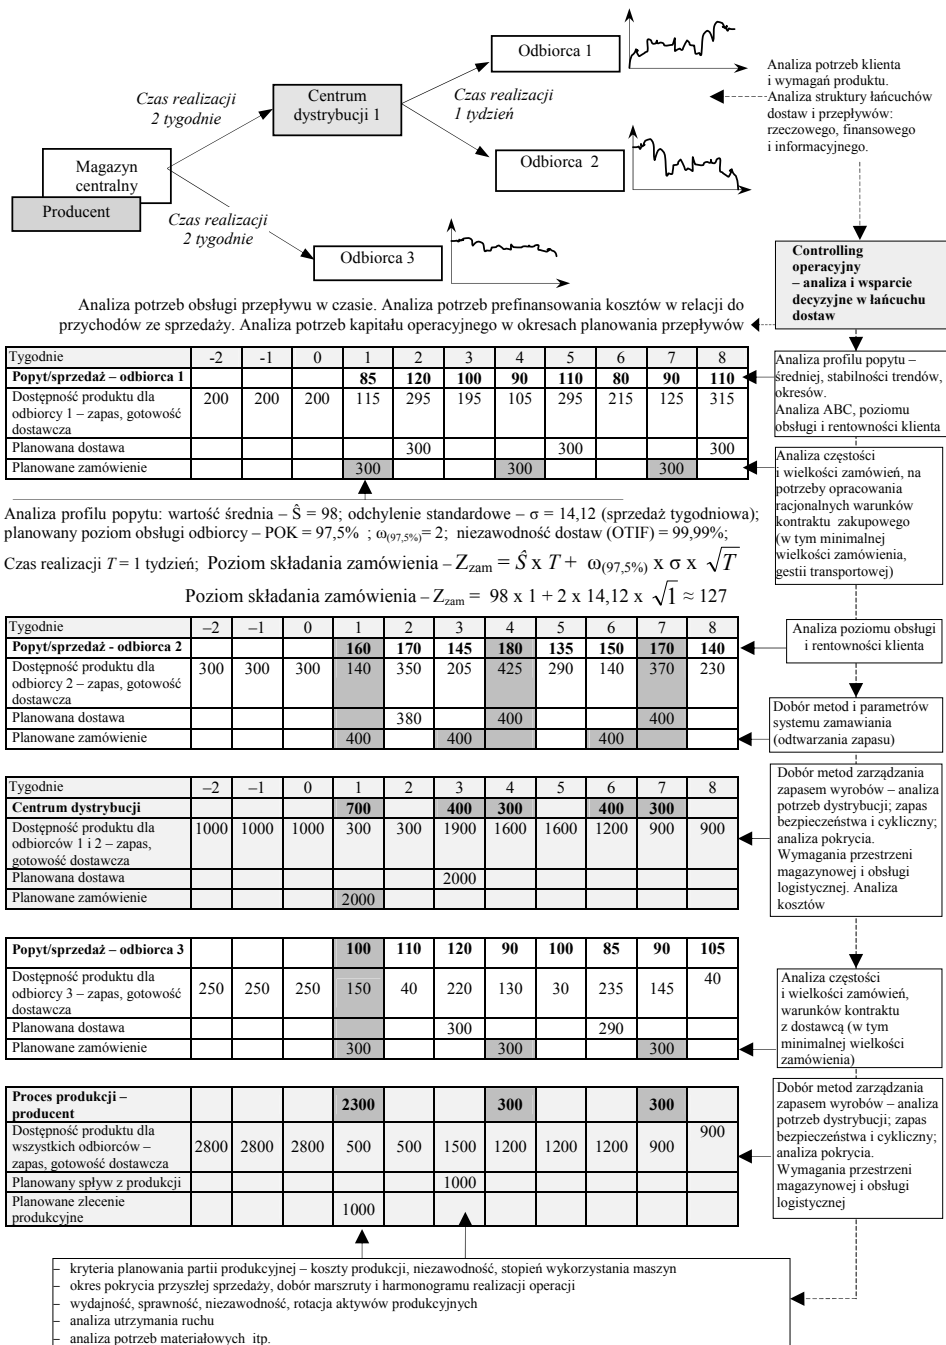 Odbiorca 1
Centrum
dystrybucji 1
Czas realizacji
2 tygodnie
Czas realizacji
1 tydzień
Odbiorca 2
Magazyn
centralny
Producent
Czas realizacji
2 tygodnie
Odbiorca 3
Analiza potrzeb klienta
i wymagań produktu.
Analiza struktury łańcuchów
dostaw i przepływów:
rzeczowego, finansowego
i informacyjnego.
Controlling
operacyjny
– analiza i wsparcie
decyzyjne w łańcuchu
dostaw
Analiza potrzeb obsługi przepływu w czasie. Analiza potrzeb prefinansowania kosztów w relacji do
przychodów ze sprzedaży. Analiza potrzeb kapitału operacyjnego w okresach planowania przepływów
Tygodnie -2 -1 0 1 2 3 4 5 6 7 8
Popyt/sprzedaż – odbiorca 1 85 120 100 90 110 80 90 110
Dostępność produktu dla
odbiorcy 1 – zapas, gotowość
dostawcza
200 200 200 115 295 195 105 295 215 125 315
Planowana dostawa 300 300 300
Planowane zamówienie 300 300 300
Analiza profilu popytu –
średniej, stabilności trendów,
okresów.
Analiza ABC, poziomu
obsługi i rentowności klienta
Analiza częstości
i wielkości zamówień, na
potrzeby opracowania
racjonalnych warunków
kontraktu zakupowego
(w tym minimalnej
wielkości zamówienia,
gestii transportowej)
Analiza profilu popytu: wartość średnia – Ŝ = 98; odchylenie standardowe – σ = 14,12 (sprzedaż tygodniowa);
planowany poziom obsługi odbiorcy – POK = 97,5% ; ω(97,5%)= 2; niezawodność dostaw (OTIF) = 99,99%;
Czas realizacji T = 1 tydzień; Poziom składania zamówienia – Zzam = Ŝ x T + ω(97,5%) x σ x √T
Poziom składania zamówienia – Zzam = 98 x 1 + 2 x 14,12 x √1 ≈ 127
Tygodnie –2 –1 0 1 2 3 4 5 6 7 8
Popyt/sprzedaż - odbiorca 2 160 170 145 180 135 150 170 140
Dostępność produktu dla
odbiorcy 2 – zapas, gotowość
dostawcza
300 300 300 140 350 205 425 290 140 370 230
Planowana dostawa 380 400 400
Planowane zamówienie 400 400 400
Analiza poziomu obsługi
i rentowności klienta
Dobór metod i parametrów
systemu zamawiania
(odtwarzania zapasu)
Tygodnie –2 –1 0 1 2 3 4 5 6 7 8
Centrum dystrybucji 700 400 300 400 300
Dostępność produktu dla
odbiorców 1 i 2 – zapas,
gotowość dostawcza
1000 1000 1000 300 300 1900 1600 1600 1200 900 900
Planowana dostawa 2000
Planowane zamówienie 2000
Dobór metod zarządzania
zapasem wyrobów – analiza
potrzeb dystrybucji; zapas
bezpieczeństwa i cykliczny;
analiza pokrycia.
Wymagania przestrzeni
magazynowej i obsługi
logistycznej. Analiza
kosztów
Popyt/sprzedaż – odbiorca 3 100 110 120 90 100 85 90 105
Dostępność produktu dla
odbiorcy 3 – zapas, gotowość
dostawcza
250 250 250 150 40 220 130 30 235 145 40
Planowana dostawa 300 290
Planowane zamówienie 300 300 300
Analiza częstości
i wielkości zamówień,
warunków kontraktu
z dostawcą (w tym
minimalnej wielkości
zamówienia)
Proces produkcji –
producent
2300 300 300
Dostępność produktu dla
wszystkich odbiorców –
zapas, gotowość dostawcza
2800 2800 2800 500 500 1500 1200 1200 1200 900 900
Planowany spływ z produkcji 1000
Planowane zlecenie
produkcyjne
1000
Dobór metod zarządzania
zapasem wyrobów – analiza
potrzeb dystrybucji; zapas
bezpieczeństwa i cykliczny;
analiza pokrycia.
Wymagania przestrzeni
magazynowej i obsługi
logistycznej
– kryteria planowania partii produkcyjnej – koszty produkcji, niezawodność, stopień wykorzystania maszyn
– okres pokrycia przyszłej sprzedaży, dobór marszruty i harmonogramu realizacji operacji
– wydajność, sprawność, niezawodność, rotacja aktywów produkcyjnych
– analiza utrzymania ruchu
– analiza potrzeb materiałowych itp.